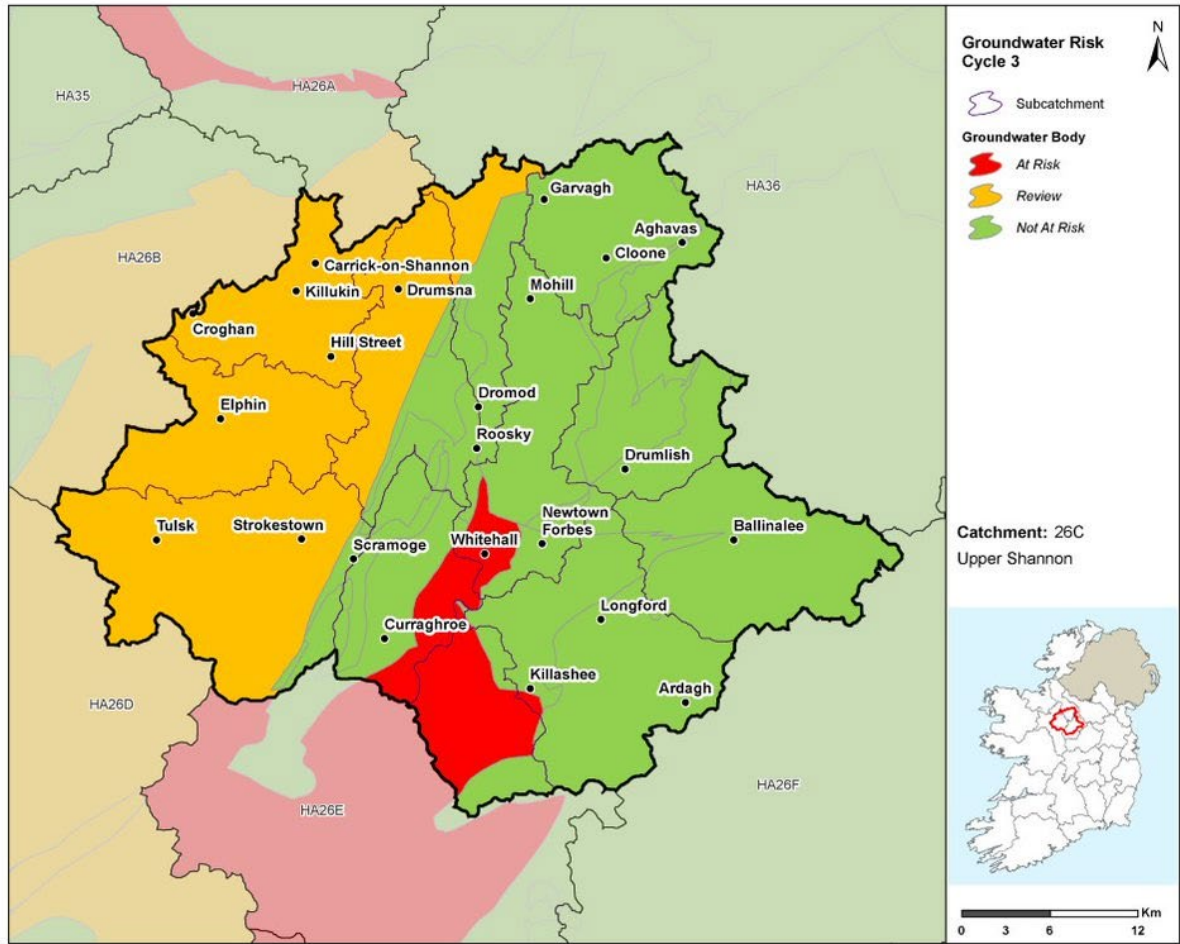 HA35
HA26A
HA36
HA26B
HA26D
HA26E
HA26F
Garvagh
Aghavas
Cloone
Carrick-on-Shannon
Killukin
Drumsna
Mohill
Croghan
Hill Street
Dromod
Elphin
Roosky
Drumlish
Tulsk
Strokestown
Scramoge
Whitehall
Newtown
Forbes
Ballinalee
Longford
Curraghroe
Killashee
Ardagh
Groundwater Risk
Cycle 3
N
Subcatchment
Groundwater Body
At Risk
Review
Not At Risk
Catchment: 26C
Upper Shannon
Km
0 3 6 12